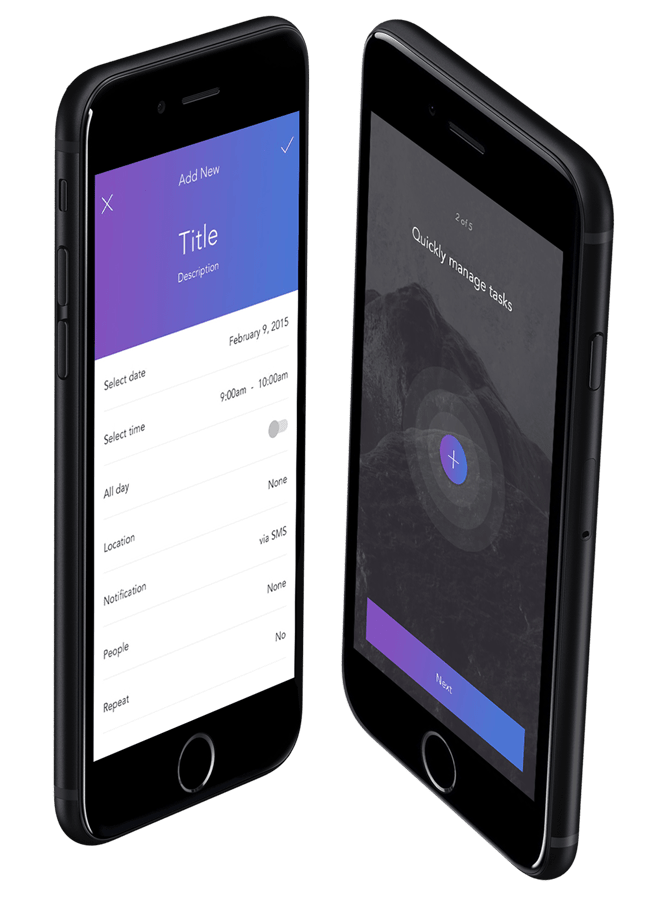 Add New
Title
Description
Select date February 9, 2015
Select time 9:00am - 10:00am
All day
Location None
Notification via SMS
People None
Repeat No
2 of 5
Quickly manage tasks
Next